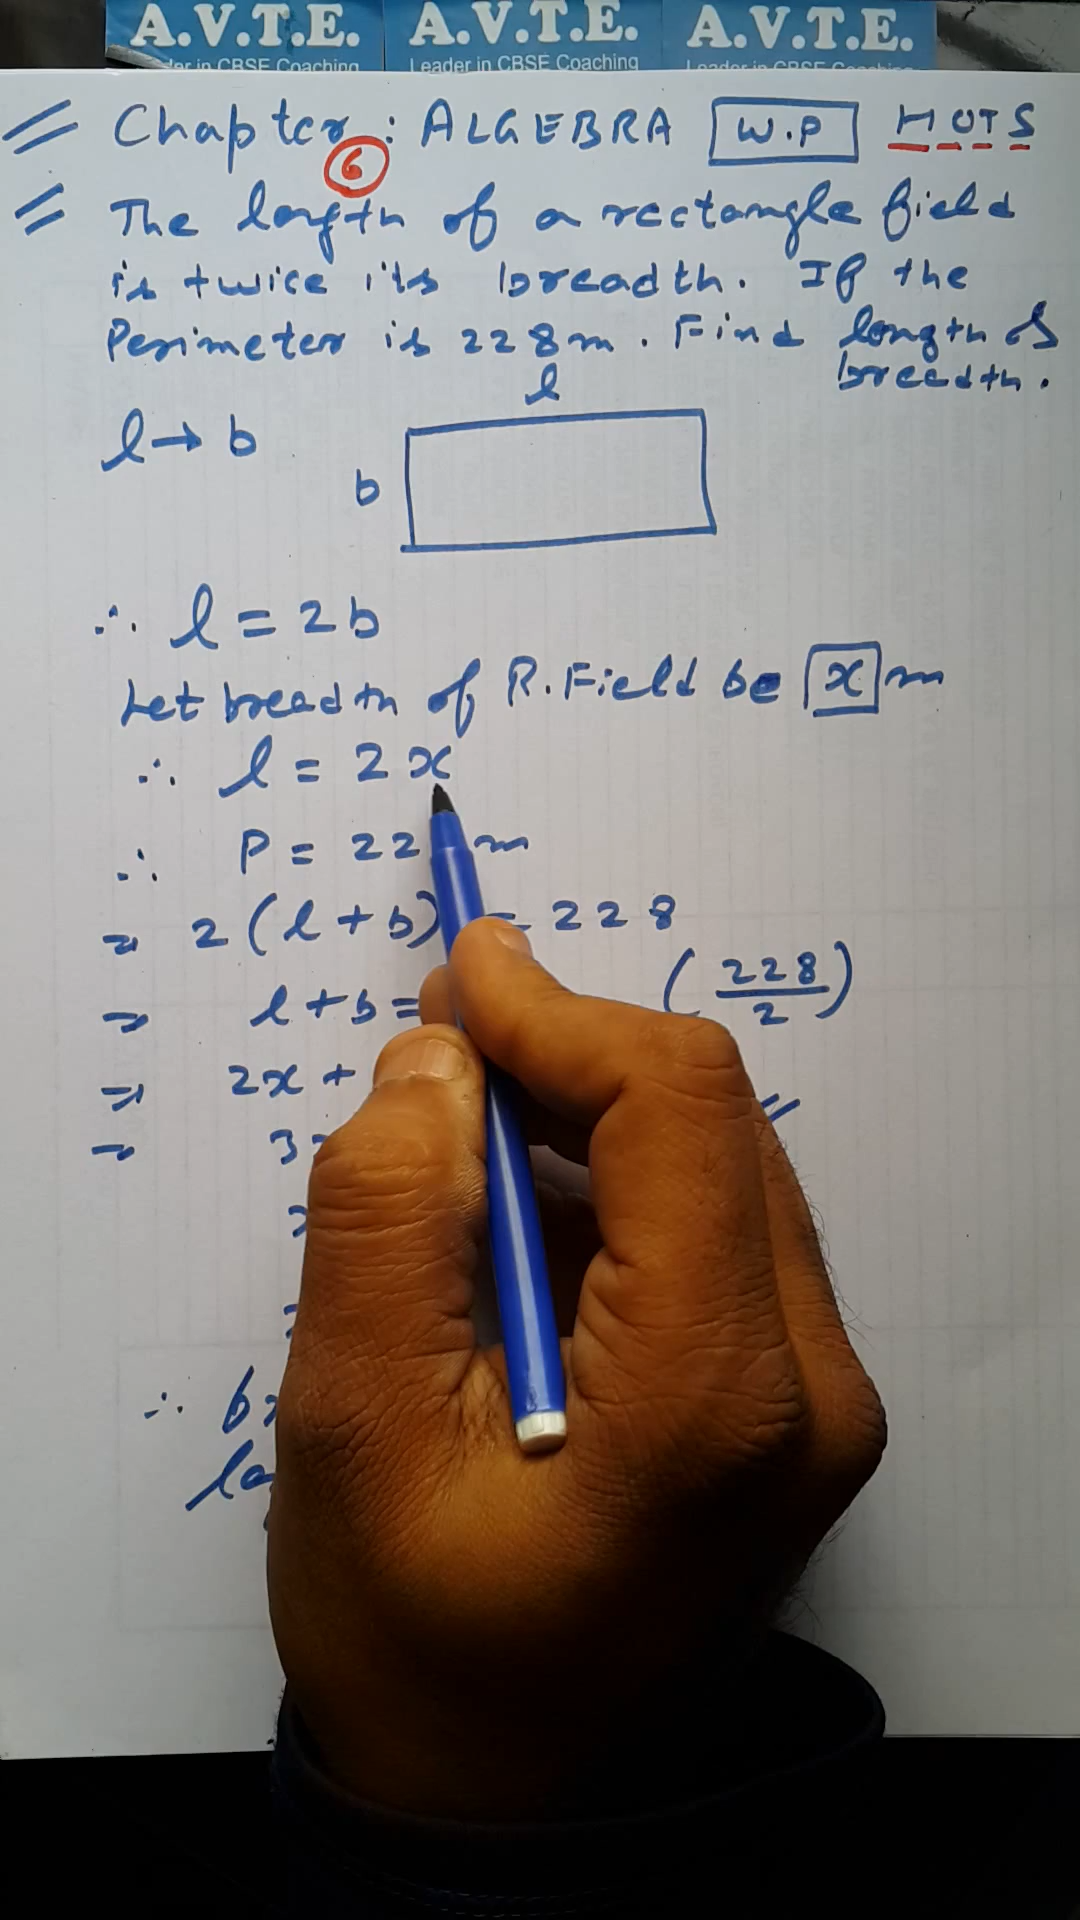 A.V.T.E. A.V.T.E. A.V.T.E.
Leader in CBSE Coaching
Chapter : ALGEBRA W.P HOTS
6
The length of a rectangle field
is twice its breadth. If the
Perimeter is 228m. Find length &
breadth.
l
l → b
b
∴ l = 2b
Let breadth of R.Field be x m
∴ l = 2x
∴ P = 22 m
⇒ 2(l+b) = 228
⇒ l+b= (228/2)
⇒ 2x +
⇒ 3
∴ b